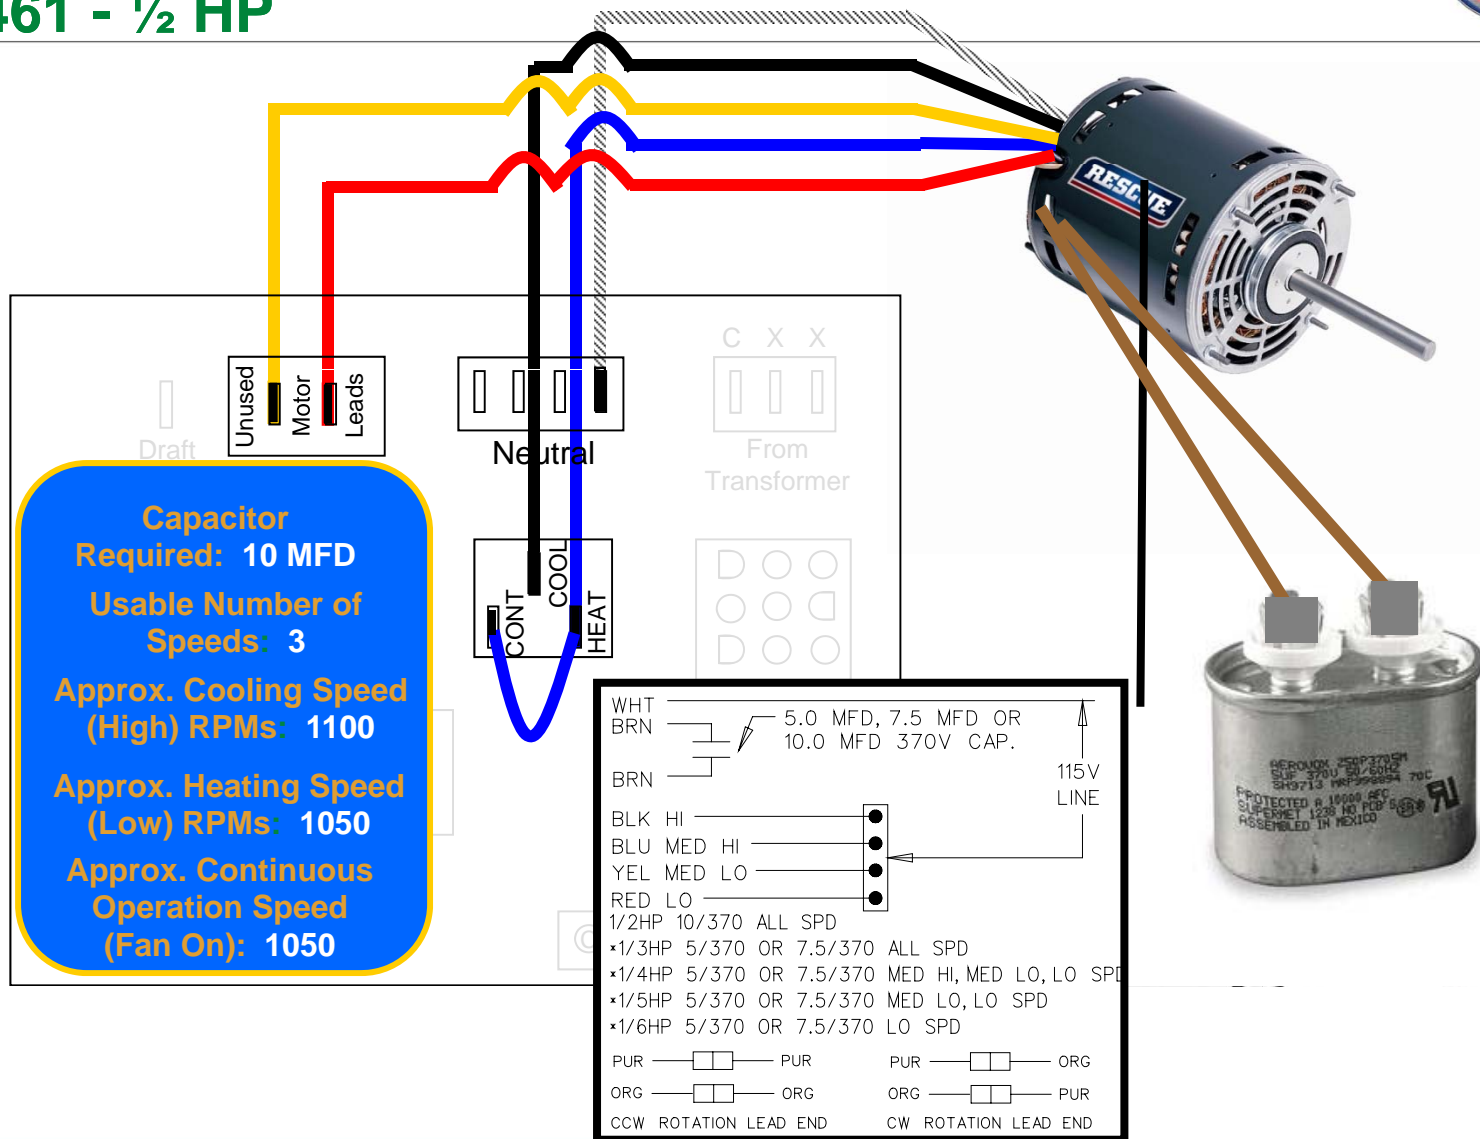 461 - ½ HP
RESCUE
C X X
Unused
Motor
Leads
Draft
Neutral
From
Transformer
Capacitor
Required: 10 MFD
Usable Number of
Speeds: 3
Approx. Cooling Speed
(High) RPMs: 1100
Approx. Heating Speed
(Low) RPMs: 1050
Approx. Continuous
Operation Speed
(Fan On): 1050
CONT
COOL
HEAT
WHT
BRN
5.0 MFD, 7.5 MFD OR
10.0 MFD 370V CAP.
BRN
115V
LINE
BLK HI
BLU MED HI
YEL MED LO
RED LO
1/2HP 10/370 ALL SPD
*1/3HP 5/370 OR 7.5/370 ALL SPD
*1/4HP 5/370 OR 7.5/370 MED HI, MED LO, LO SPD
*1/5HP 5/370 OR 7.5/370 MED LO, LO SPD
*1/6HP 5/370 OR 7.5/370 LO SPD
PUR PUR PUR ORG
ORG ORG ORG PUR
CCW ROTATION LEAD END CW ROTATION LEAD END
AEROVOX
370V 50/60HZ
PROTECTED A 10000 AFC
NO PCB'S
ASSEMBLED IN MEXICO